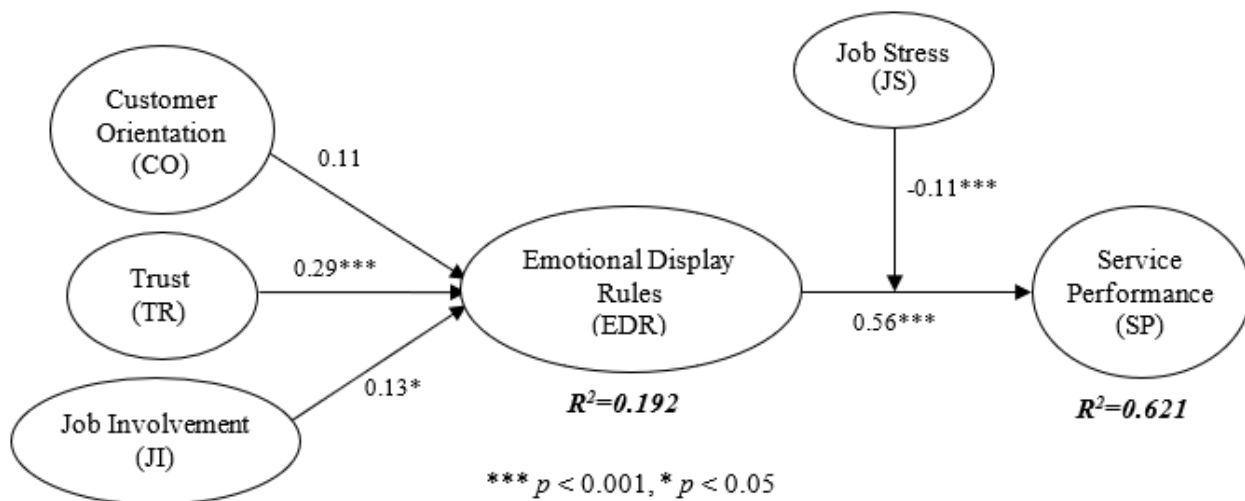 Customer
Orientation
(CO)
0.11
Trust
(TR)
0.29***
Job Involvement
(JI)
0.13*
Emotional Display
Rules
(EDR)
R²=0.192
Job Stress
(JS)
-0.11***
0.56***
Service
Performance
(SP)
R²=0.621
*** p < 0.001, * p < 0.05